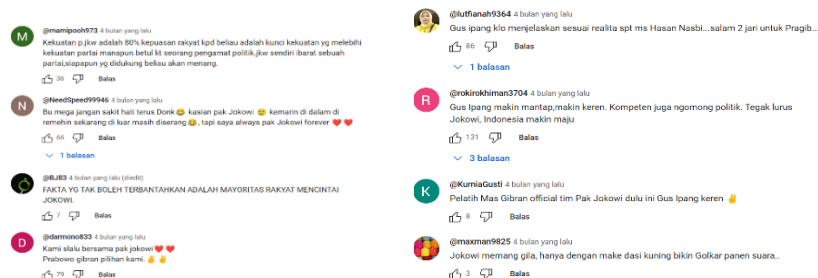 M
@mamipooh973 4 bulan yang lalu
Kekuatan p.jkw adalah 80% kepuasan rakyat kpd beliau adalah kunci kekuatan yg melebihi
kekuatan partai manapun.betul kt seorang pengamat politik.jkw sendiri ibarat sebuah
partai,siapapun yg didukung beliau akan menang.
36 Balas
N
@NeedSpeed99946 4 bulan yang lalu
Bu mega jangan sakit hati terus Donk😂 kasian pak Jokowi 😔 kemarin di dalam di
remehin sekarang di luar masih diserang😂, tapi saya always pak Jokowi forever ❤️ ❤️
66 Balas
1 balasan
@BJ83 4 bulan yang lalu (diedit)
FAKTA YG TAK BOLEH TERBANTAHKAN ADALAH MAYORITAS RAKYAT MENCINTAI
JOKOWI.
7 Balas
D
@darmono833 4 bulan yang lalu
Kami slalu bersama pak jokowi❤️ ❤️
Prabowo gibran pilihan kami.✌️ ✌️
79 Balas
@lutfianah9364 4 bulan yang lalu
Gus ipang klo menjelaskan sesuai realita spt ms Hasan Nasbi...salam 2 jari untuk Pragib...
86 Balas
1 balasan
R
@rokirokhiman3704 4 bulan yang lalu
Gus Ipang makin mantap,makin keren. Kompeten juga ngomong politik. Tegak lurus
Jokowi, Indonesia makin maju
131 Balas
3 balasan
K
@KurniaGusti 4 bulan yang lalu
Pelatih Mas Gibran official tim Pak Jokowi dulu ini Gus Ipang keren ✌️
8 Balas
@maxman9825 4 bulan yang lalu
Jokowi memang gila, hanya dengan make dasi kuning bikin Golkar panen suara..
3 Balas